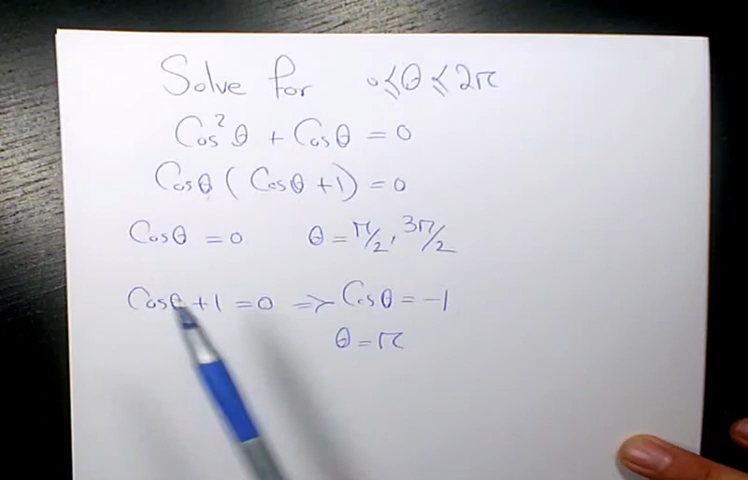 Solve for 0 ≤ θ ≤ 2π
Cos²θ + Cosθ = 0
Cosθ (Cosθ + 1) = 0
Cosθ = 0 θ = π/2, 3π/2
Cosθ + 1 = 0 ⇒ Cosθ = -1
θ = π